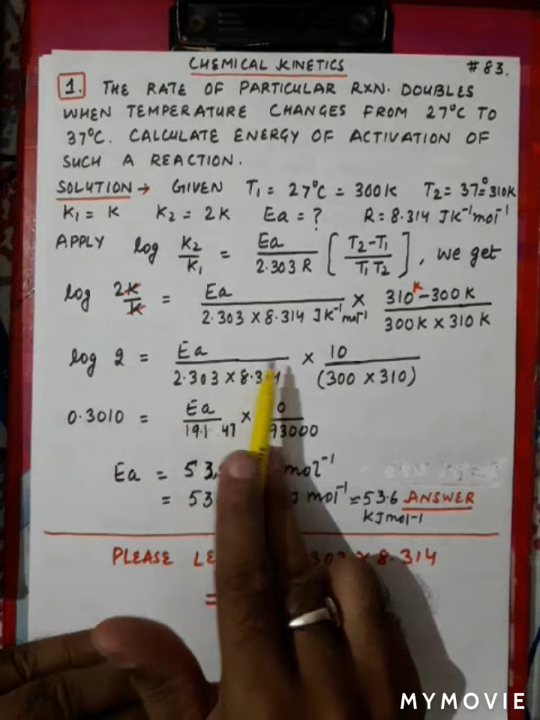 CHEMICAL KINETICS #83.
1. THE RATE OF PARTICULAR RXN. DOUBLES
WHEN TEMPERATURE CHANGES FROM 27°C TO
37°C. CALCULATE ENERGY OF ACTIVATION OF
SUCH A REACTION.
SOLUTION → GIVEN T₁ = 27°C = 300K T₂ = 37° = 310K
K₁ = K K₂ = 2K Ea = ? R = 8.314 JK⁻¹mol⁻¹
APPLY log K₂/K₁ = Ea/2.303 R [T₂-T₁/T₁T₂], we get
log 2K/K = Ea/2.303 × 8.314 JK⁻¹mol⁻¹ × 310K - 300K/300K × 310K
log 2 = Ea/2.303 × 8.3 × 10/(300 × 310)
0.3010 = Ea/19.1 47 × 0/93000
Ea = 53. mol⁻¹
= 53 J mol⁻¹ = 53.6 ANSWER
KJmol-1
PLEASE × 8.314
=
MYMOVIE